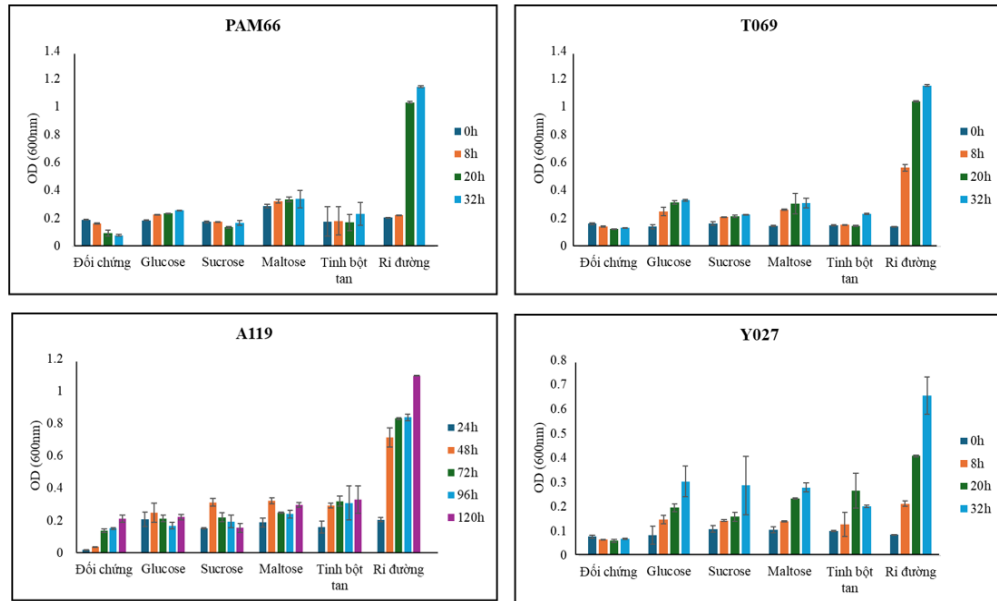 PAM66
OD (600nm)
1.4
1.2
1
0.8
0.6
0.4
0.2
0
Đối chứng Glucose Sucrose Maltose Tinh bột tan Rỉ đường
0h
8h
20h
32h
T069
OD (600nm)
1.4
1.2
1
0.8
0.6
0.4
0.2
0
Đối chứng Glucose Sucrose Maltose Tinh bột tan Rỉ đường
0h
8h
20h
32h
A119
OD (600nm)
1.2
1
0.8
0.6
0.4
0.2
0
Đối chứng Glucose Sucrose Maltose Tinh bột tan Rỉ đường
24h
48h
72h
96h
120h
Y027
OD (600nm)
0.8
0.7
0.6
0.5
0.4
0.3
0.2
0.1
0
Đối chứng Glucose Sucrose Maltose Tinh bột tan Rỉ đường
0h
8h
20h
32h